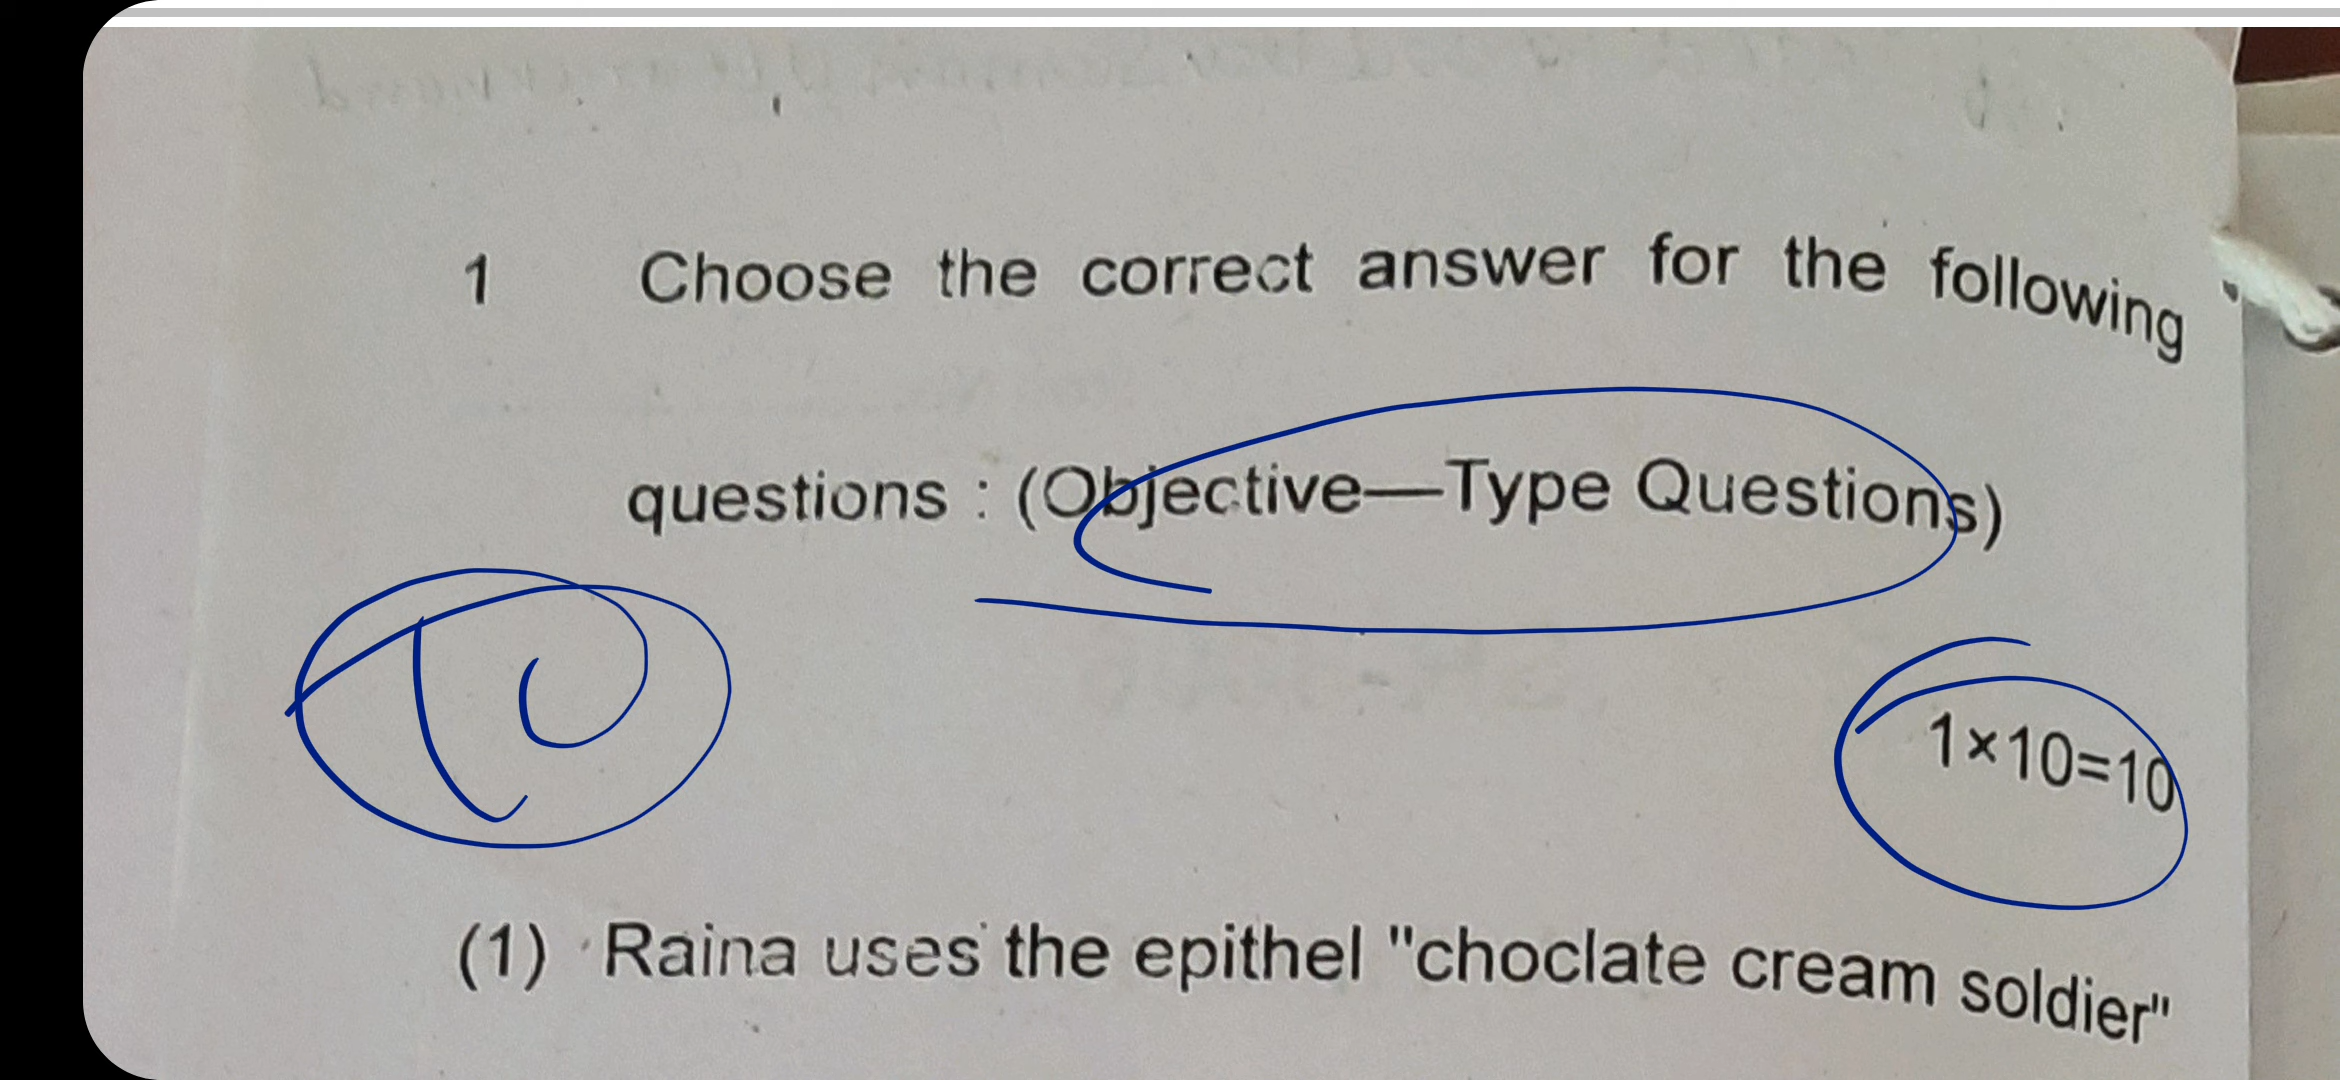 1 Choose the correct answer for the following
questions : (Objective—Type Questions)
1×10=10
(1) Raina uses the epithel "choclate cream soldier"